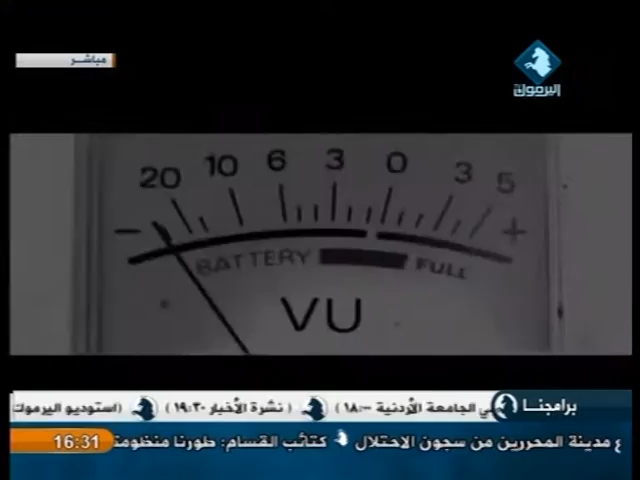 مباشر
اليرموك
20 10 6 3 0 3 5
− +
BATTERY FULL
VU
برامجنا
في الجامعة الأردنية -١٨:٠٠ ) ( نشرة الأخبار ١٩:٣٠ ) (استوديو اليرموك
مدينة المحررين من سجون الاحتلال كتائب القسام: طورنا منظومة
16:31